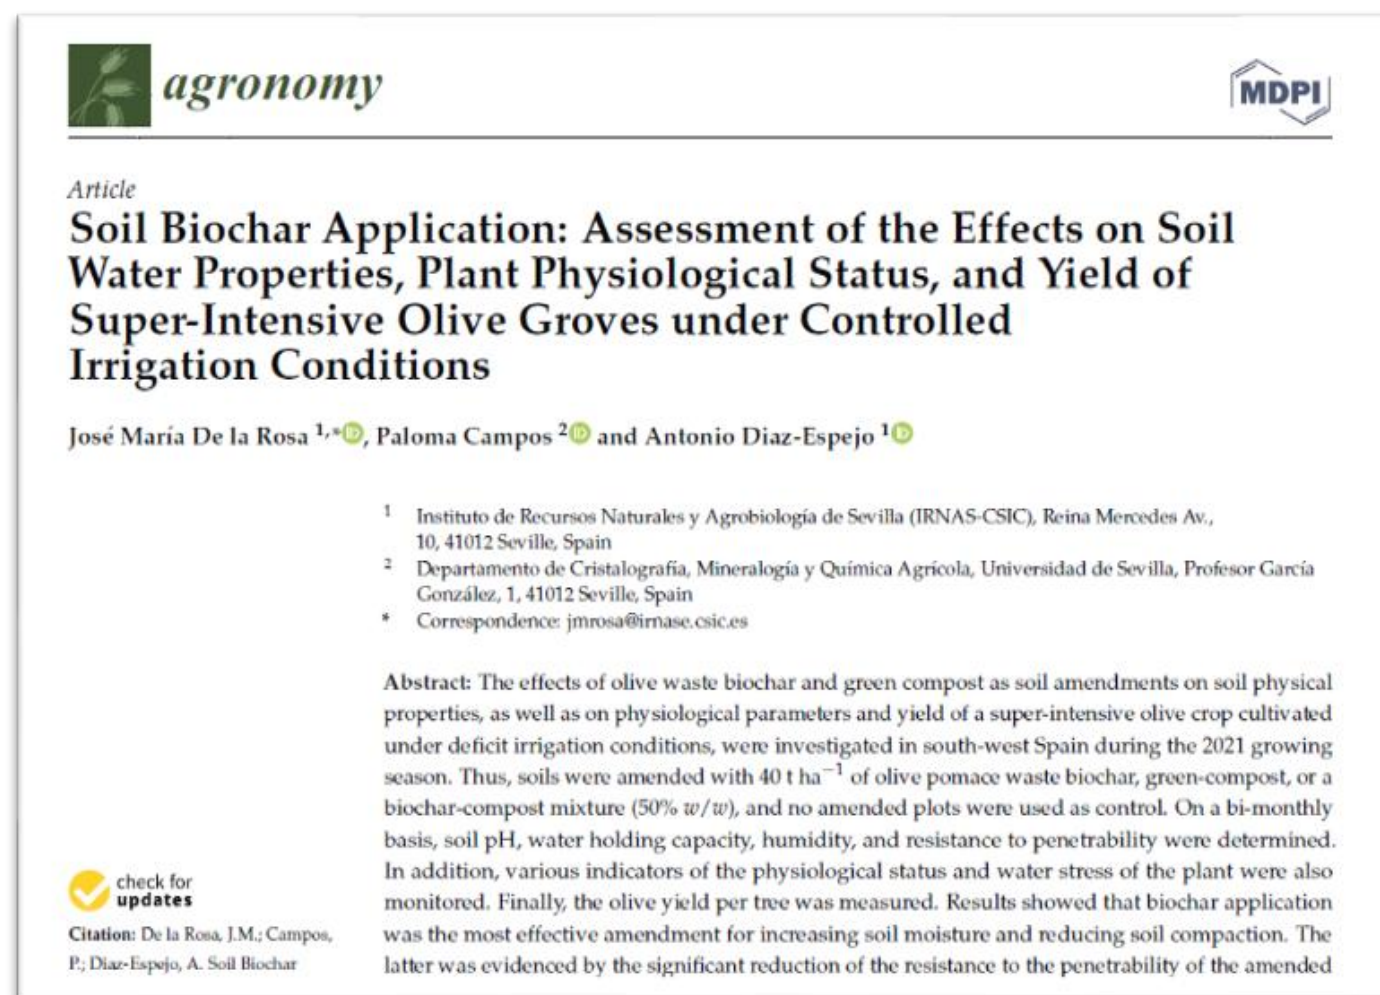 agronomy
MDPI
Article
Soil Biochar Application: Assessment of the Effects on Soil
Water Properties, Plant Physiological Status, and Yield of
Super-Intensive Olive Groves under Controlled
Irrigation Conditions
José María De la Rosa 1,* iD, Paloma Campos 2 iD and Antonio Diaz-Espejo 1 iD
1 Instituto de Recursos Naturales y Agrobiología de Sevilla (IRNAS-CSIC), Reina Mercedes Av.,
10, 41012 Seville, Spain
2 Departamento de Cristalografía, Mineralogía y Química Agrícola, Universidad de Sevilla, Profesor García
González, 1, 41012 Seville, Spain
* Correspondence: jmrosa@irnase.csic.es
Abstract: The effects of olive waste biochar and green compost as soil amendments on soil physical
properties, as well as on physiological parameters and yield of a super-intensive olive crop cultivated
under deficit irrigation conditions, were investigated in south-west Spain during the 2021 growing
season. Thus, soils were amended with 40 t ha−1 of olive pomace waste biochar, green-compost, or a
biochar-compost mixture (50% w/w), and no amended plots were used as control. On a bi-monthly
basis, soil pH, water holding capacity, humidity, and resistance to penetrability were determined.
In addition, various indicators of the physiological status and water stress of the plant were also
monitored. Finally, the olive yield per tree was measured. Results showed that biochar application
was the most effective amendment for increasing soil moisture and reducing soil compaction. The
latter was evidenced by the significant reduction of the resistance to the penetrability of the amended
check for
updates
Citation: De la Rosa, J.M.; Campos,
P.; Diaz-Espejo, A. Soil Biochar